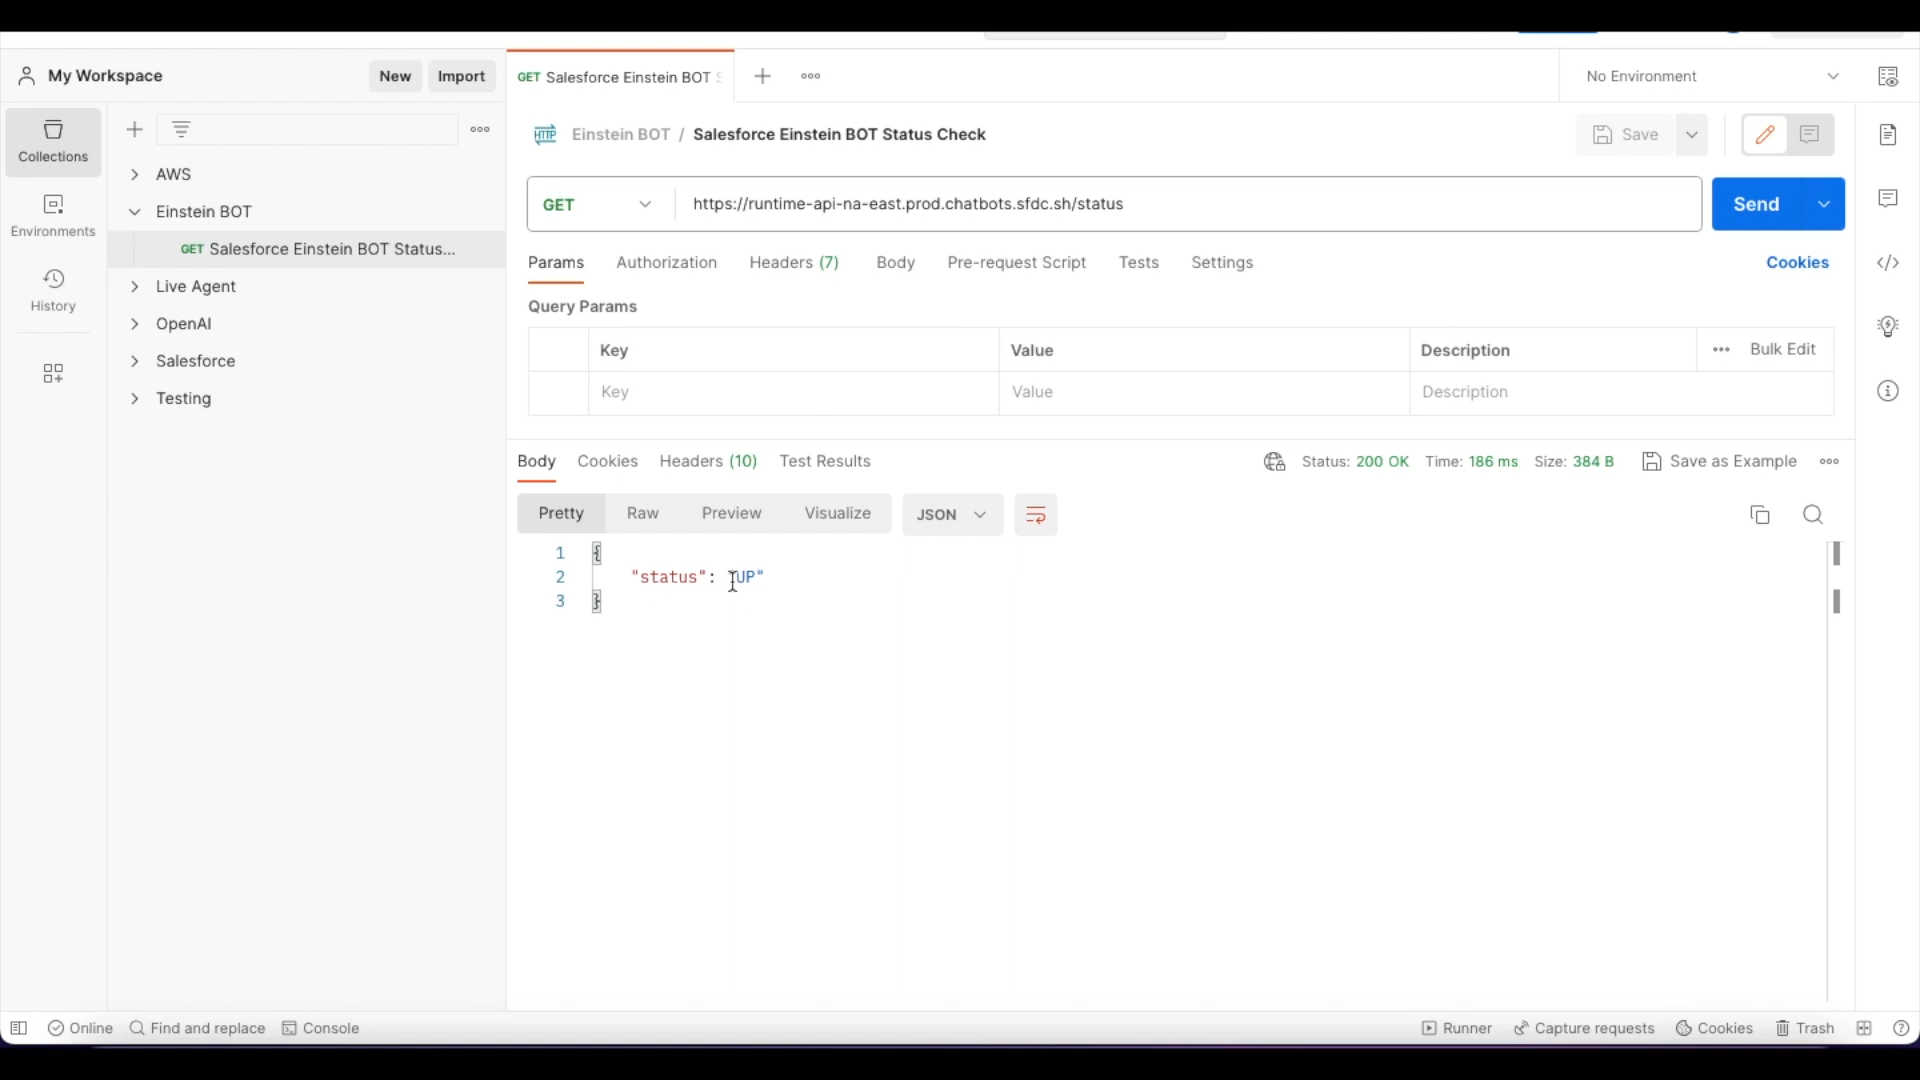 My Workspace
New
Import
GET Salesforce Einstein BOT S
No Environment
Collections
Environments
History
AWS
Einstein BOT
GET Salesforce Einstein BOT Status...
Live Agent
OpenAI
Salesforce
Testing
HTTP
Einstein BOT / Salesforce Einstein BOT Status Check
Save
GET
https://runtime-api-na-east.prod.chatbots.sfdc.sh/status
Send
Params
Authorization
Headers (7)
Body
Pre-request Script
Tests
Settings
Cookies
Query Params
Key
Value
Description
Bulk Edit
Key
Value
Description
Body
Cookies
Headers (10)
Test Results
Status: 200 OK
Time: 186 ms
Size: 384 B
Save as Example
Pretty
Raw
Preview
Visualize
JSON
1 {
2 "status": "UP"
3 }
Online
Find and replace
Console
Runner
Capture requests
Cookies
Trash